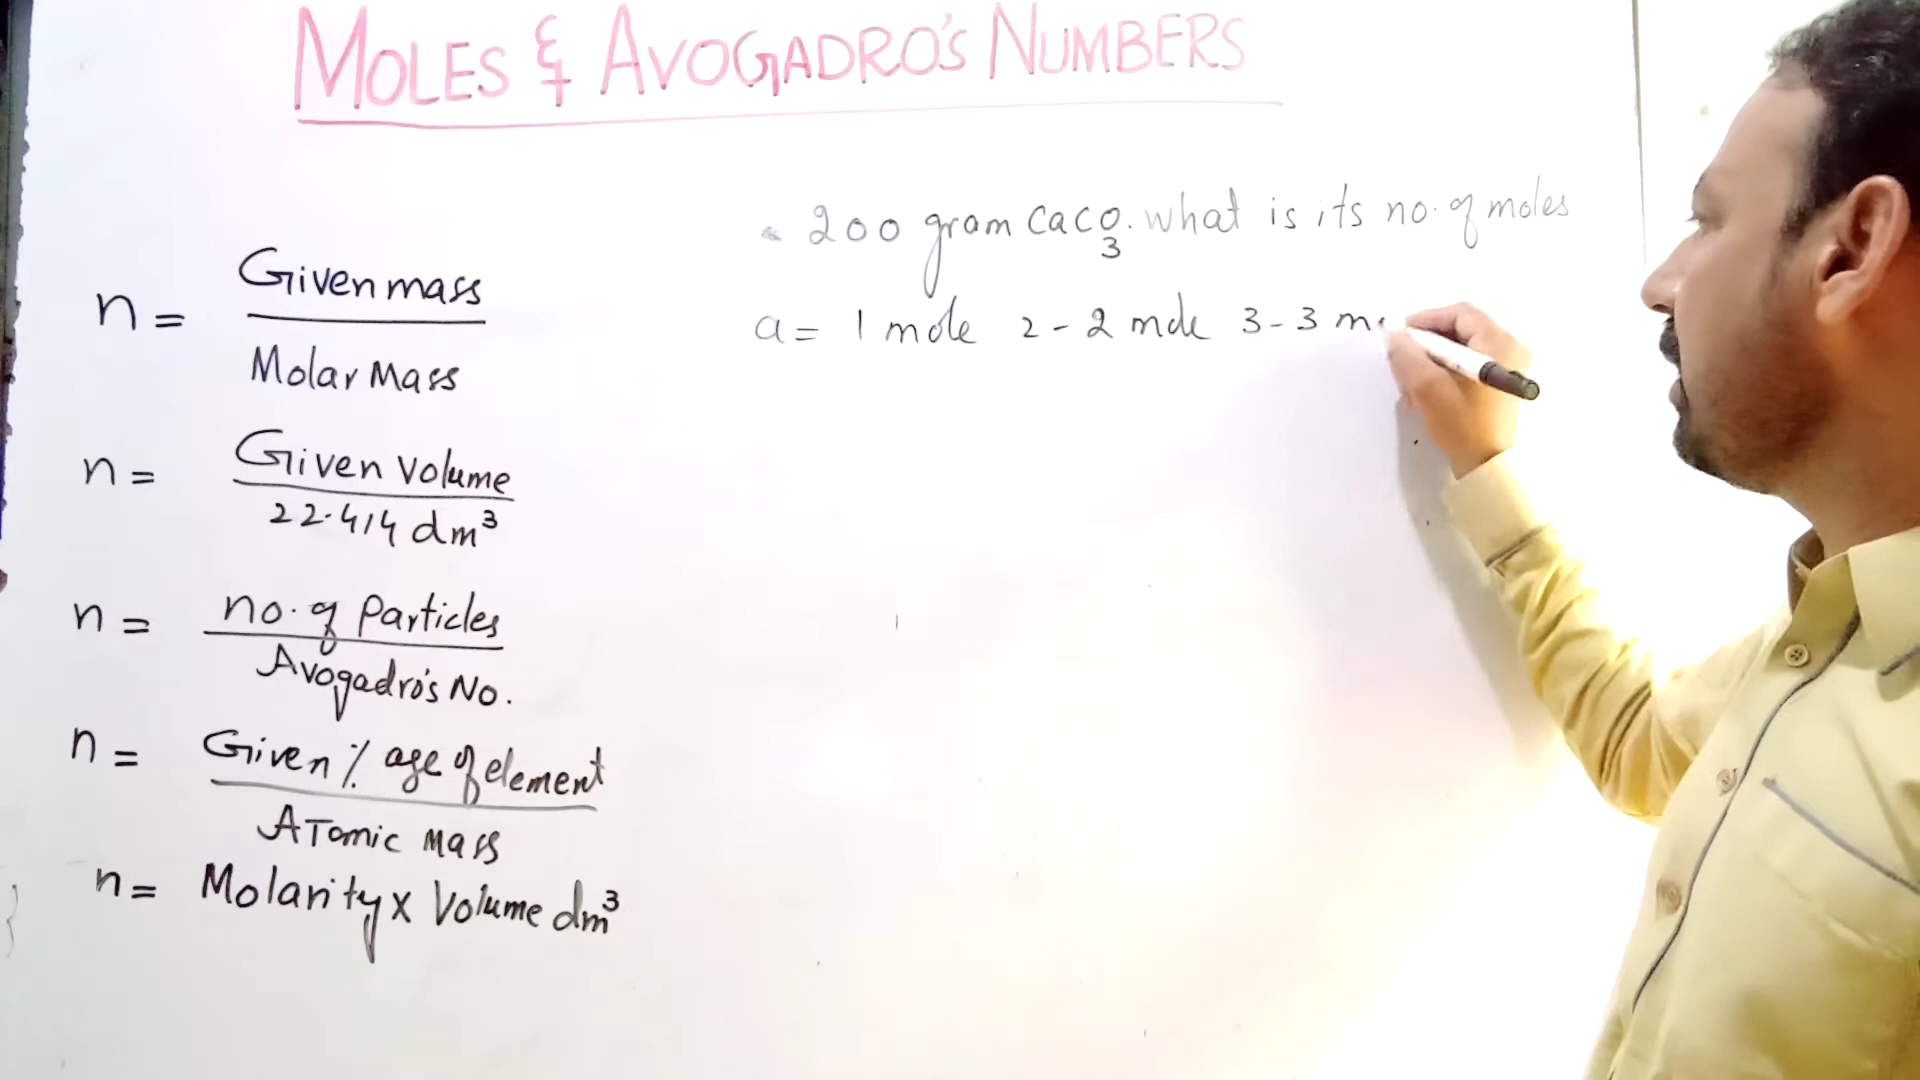 MOLES & AVOGADRO'S NUMBERS
200 gram CaCO3. what is its no. of moles
a = 1 mole 2 - 2 mole 3 - 3 mo
n = Given mass / Molar Mass
n = Given Volume / 22.414 dm³
n = no. of Particles / Avogadro's No.
n = Given % age of element / ATomic Mass
n = Molarity x Volume dm³